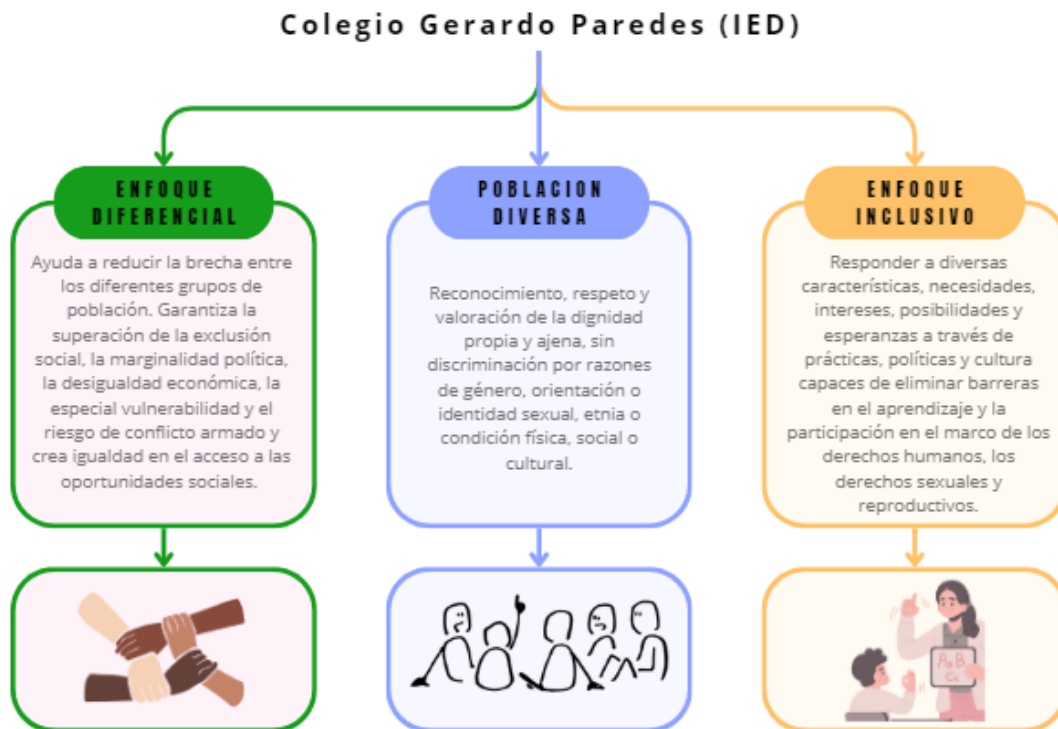 Colegio Gerardo Paredes (IED)
ENFOQUE
DIFERENCIAL
Ayuda a reducir la brecha entre
los diferentes grupos de
población. Garantiza la
superación de la exclusión
social, la marginalidad política,
la desigualdad económica, la
especial vulnerabilidad y el
riesgo de conflicto armado y
crea igualdad en el acceso a las
oportunidades sociales.
POBLACION
DIVERSA
Reconocimiento, respeto y
valoración de la dignidad
propia y ajena, sin
discriminación por razones
de género, orientación o
identidad sexual, etnia o
condición física, social o
cultural.
ENFOQUE
INCLUSIVO
Responder a diversas
características, necesidades,
intereses, posibilidades y
esperanzas a través de
prácticas, políticas y cultura
capaces de eliminar barreras
en el aprendizaje y la
participación en el marco de los
derechos humanos, los
derechos sexuales y
reproductivos.